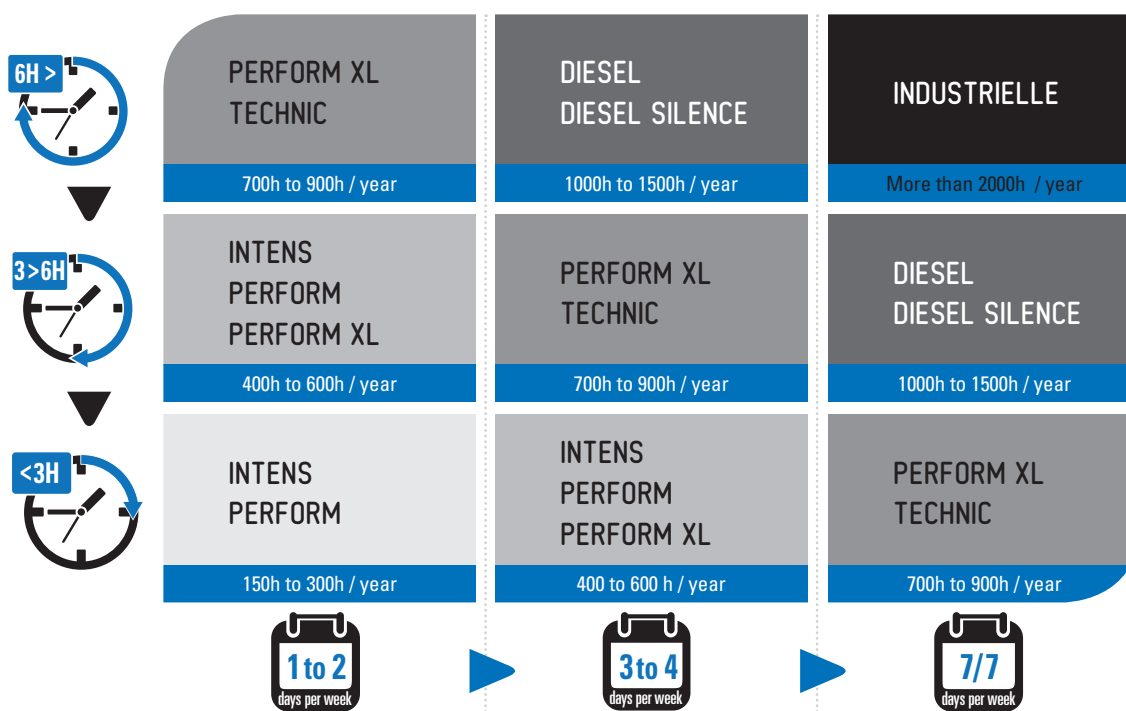 6H >
PERFORM XL
TECHNIC
700h to 900h / year
DIESEL
DIESEL SILENCE
1000h to 1500h / year
INDUSTRIELLE
More than 2000h / year
3>6H
INTENS
PERFORM
PERFORM XL
400h to 600h / year
PERFORM XL
TECHNIC
700h to 900h / year
DIESEL
DIESEL SILENCE
1000h to 1500h / year
<3H
INTENS
PERFORM
150h to 300h / year
INTENS
PERFORM
PERFORM XL
400 to 600 h / year
PERFORM XL
TECHNIC
700h to 900h / year
1 to 2
days per week
3 to 4
days per week
7/7
days per week